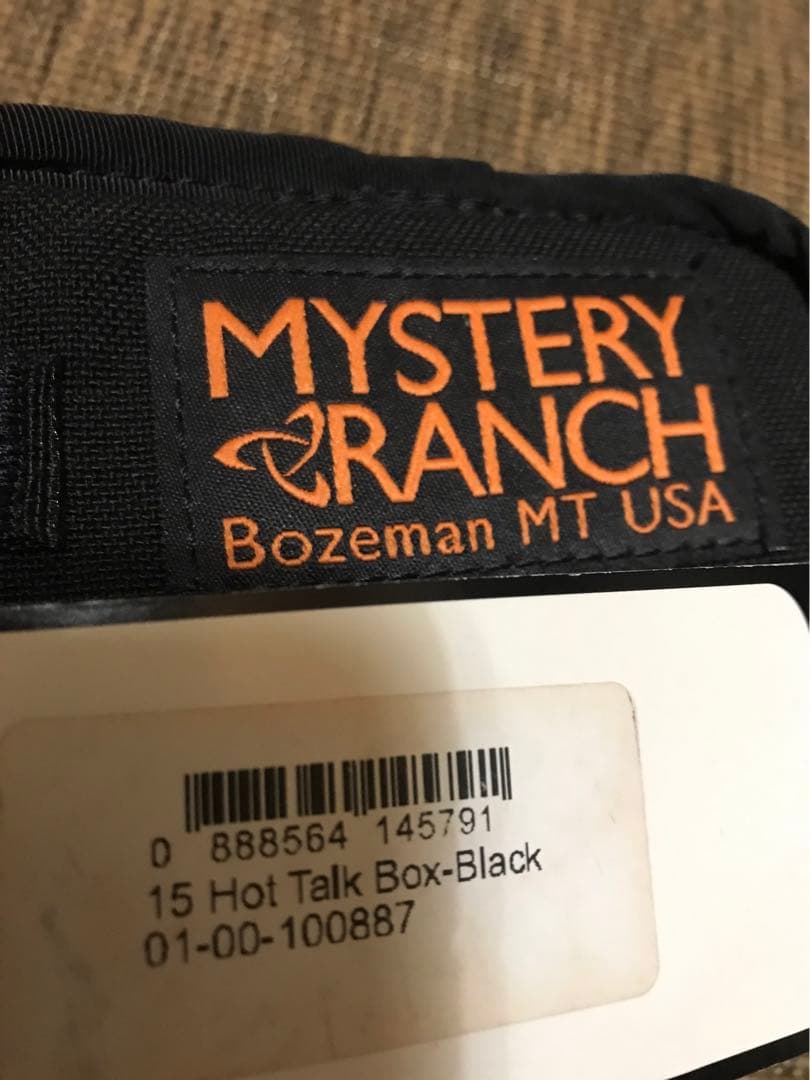 MYSTERY
RANCH
Bozeman MT USA
0 888564 145791
15 Hot Talk Box-Black
01-00-100887